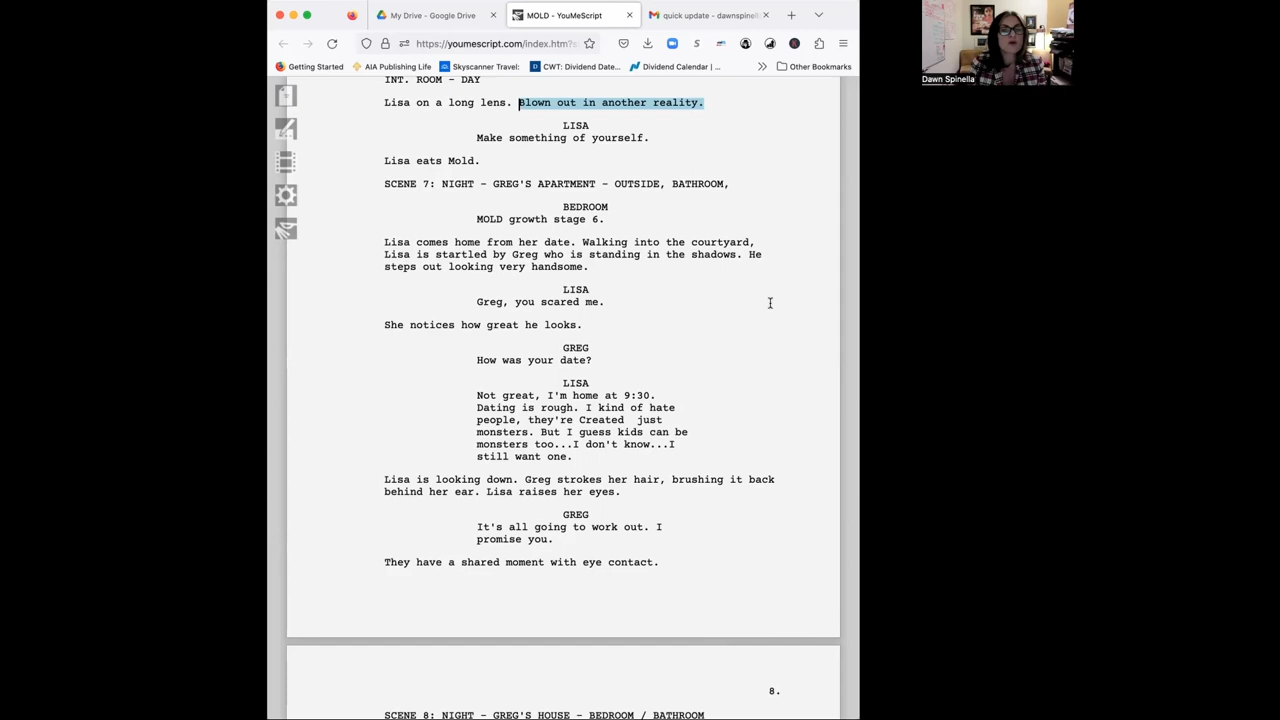 My Drive - Google Drive
MOLD - YouMeScript
quick update - dawnspinell
https://youmescript.com/index.htm?
Getting Started
AIA Publishing Life
Skyscanner Travel:
CWT: Dividend Date...
Dividend Calendar | ...
Other Bookmarks
Dawn Spinella
INT. ROOM - DAY
Lisa on a long lens. Blown out in another reality.
LISA
Make something of yourself.
Lisa eats Mold.
SCENE 7: NIGHT - GREG'S APARTMENT - OUTSIDE, BATHROOM,
BEDROOM
MOLD growth stage 6.
Lisa comes home from her date. Walking into the courtyard,
Lisa is startled by Greg who is standing in the shadows. He
steps out looking very handsome.
LISA
Greg, you scared me.
She notices how great he looks.
GREG
How was your date?
LISA
Not great, I'm home at 9:30.
Dating is rough. I kind of hate
people, they're Created  just
monsters. But I guess kids can be
monsters too...I don't know...I
still want one.
Lisa is looking down. Greg strokes her hair, brushing it back
behind her ear. Lisa raises her eyes.
GREG
It's all going to work out. I
promise you.
They have a shared moment with eye contact.
8.
SCENE 8: NIGHT - GREG'S HOUSE - BEDROOM / BATHROOM